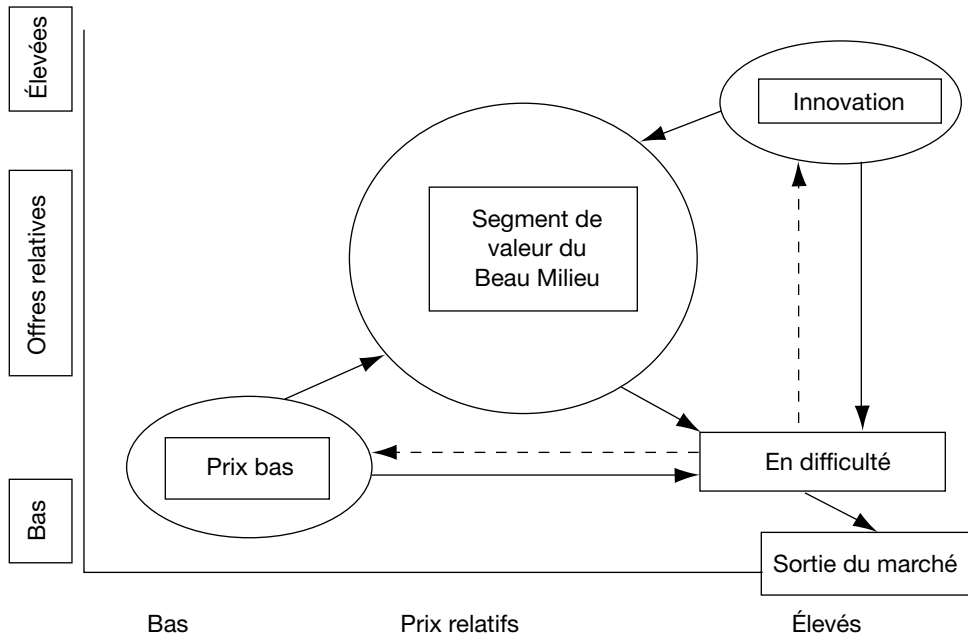 Élevées
Innovation
Segment de
valeur du
Beau Milieu
Offres relatives
Prix bas
En difficulté
Bas
Sortie du marché
Bas
Prix relatifs
Élevés